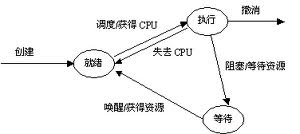 撤消
调度/获得 CPU
执行
创建
失去 CPU
就绪
阻塞/等待资源
唤醒/获得资源
等待